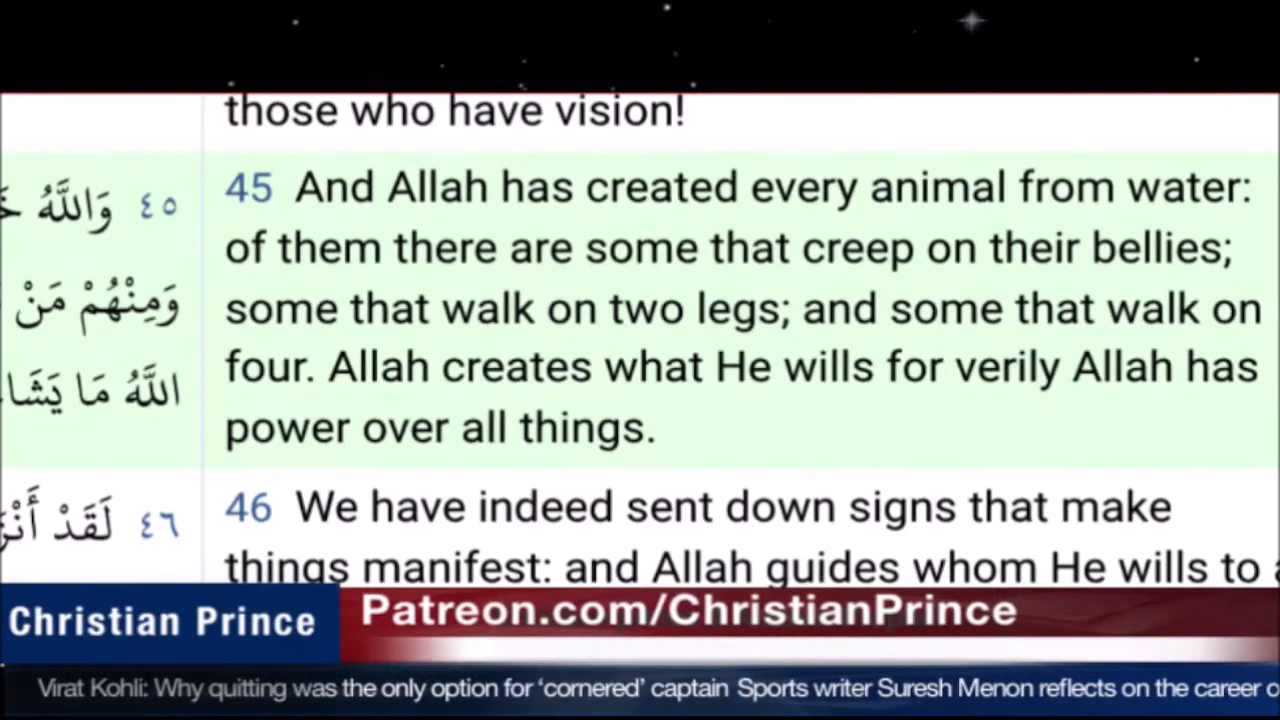 those who have vision!
وَاللَّهُ ٤٥
45 And Allah has created every animal from water:
of them there are some that creep on their bellies;
وَمِنْهُمْ مَنْ
some that walk on two legs; and some that walk on
four. Allah creates what He wills for verily Allah has
اللَّهُ مَا
power over all things.
٤٦ لَقَدْ
46 We have indeed sent down signs that make
things manifest: and Allah guides whom He wills to
Christian Prince
Patreon.com/ChristianPrince
Virat Kohli: Why quitting was the only option for ‘cornered’ captain Sports writer Suresh Menon reflects on the career